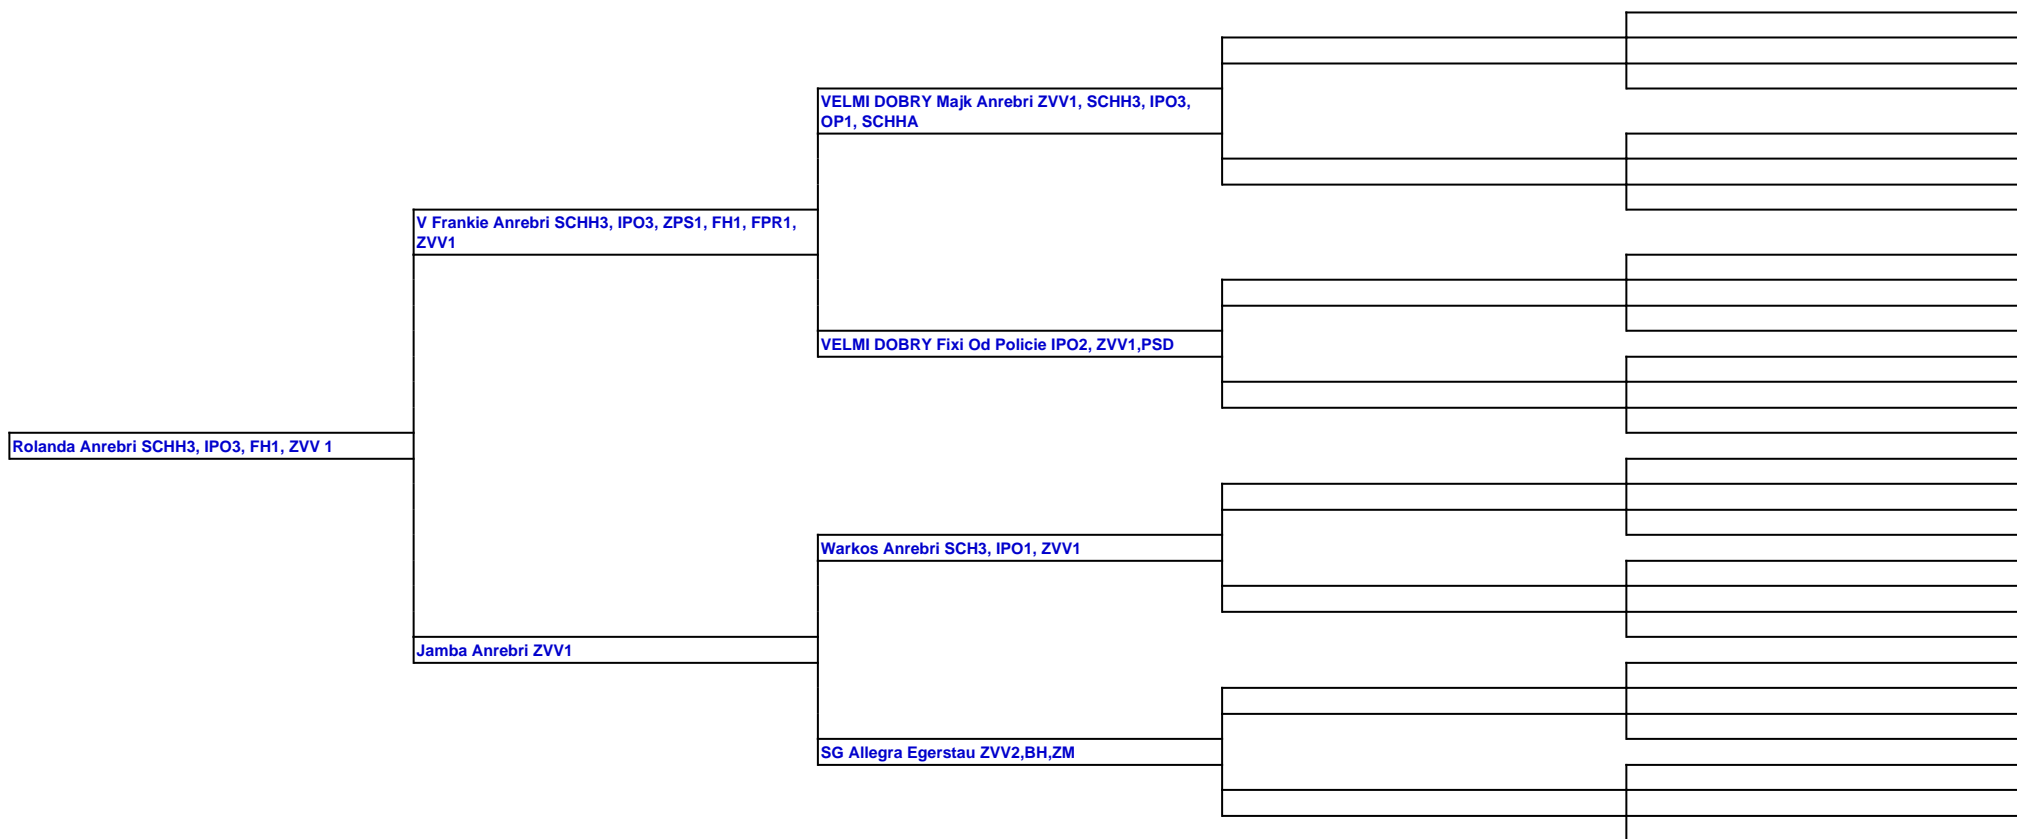 VELMI DOBRY Majk Anrebri ZVV1, SCHH3, IPO3,
OP1, SCHHA
V Frankie Anrebri SCHH3, IPO3, ZPS1, FH1, FPR1,
ZVV1
VELMI DOBRY Fixi Od Policie IPO2, ZVV1,PSD
Rolanda Anrebri SCHH3, IPO3, FH1, ZVV 1
Warkos Anrebri SCH3, IPO1, ZVV1
Jamba Anrebri ZVV1
SG Allegra Egerstau ZVV2,BH,ZM